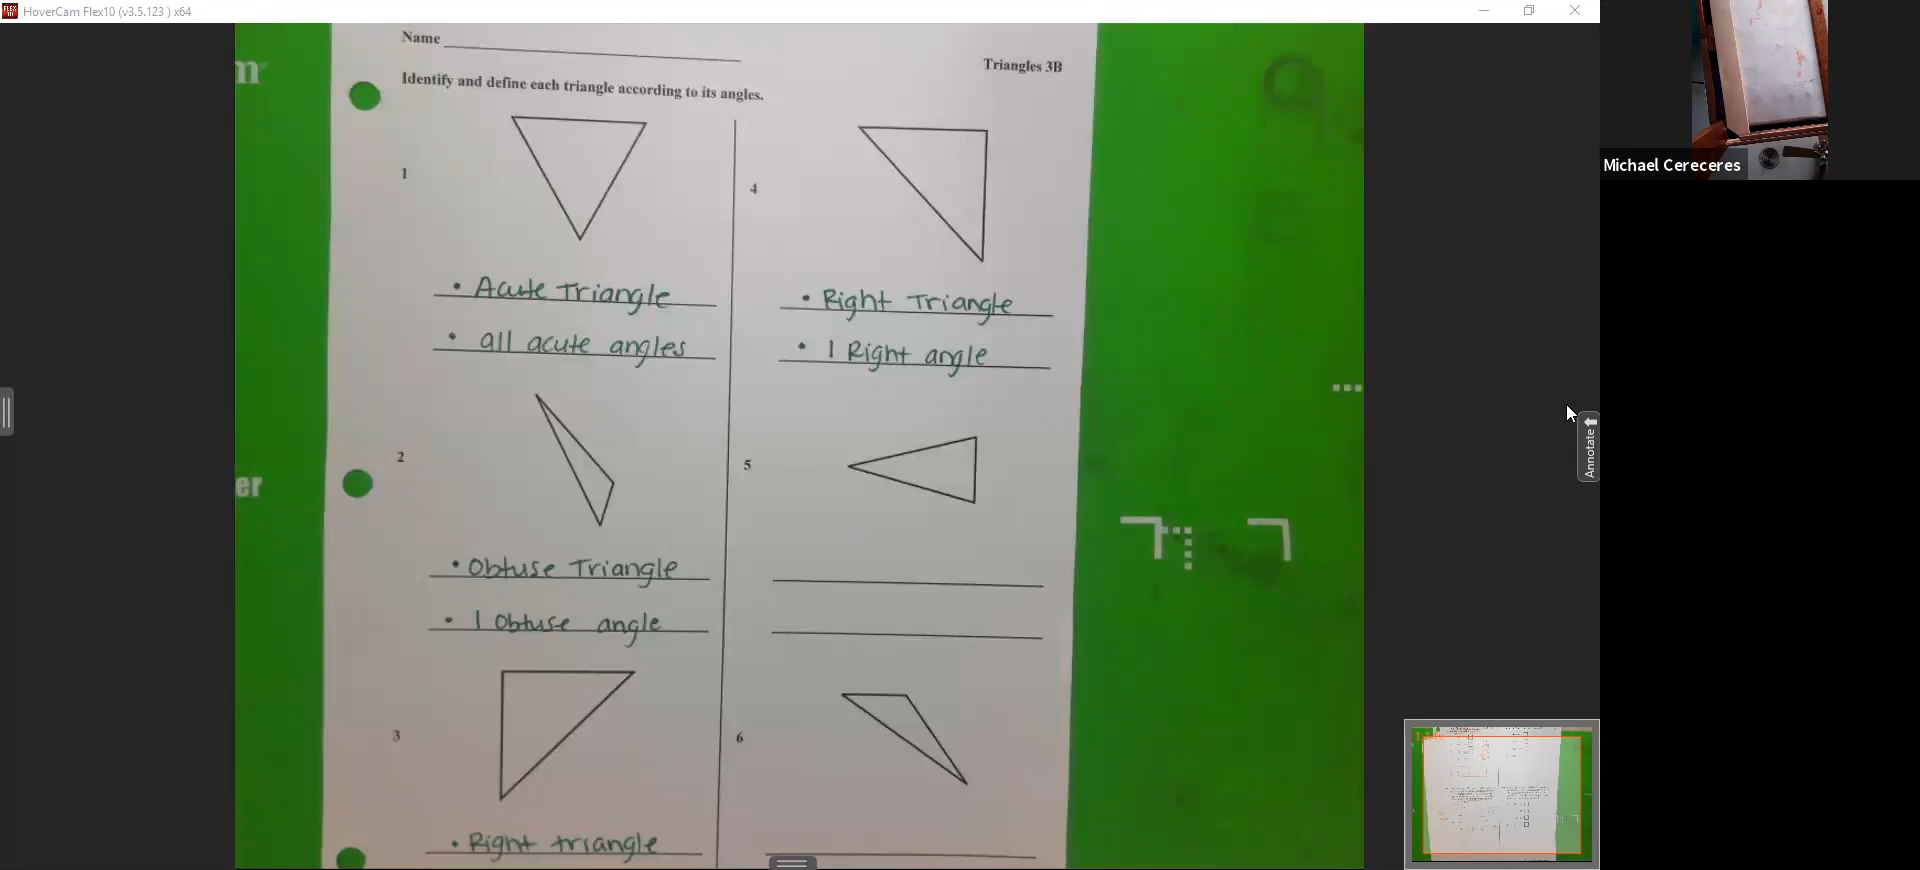 HoverCam Flex10 (v3.5.123 ) x64
Name
Triangles 3B
Identify and define each triangle according to its angles.
1
• Acute Triangle
• all acute angles
2
• Obtuse Triangle
• 1 Obtuse angle
3
• Right triangle
4
• Right Triangle
• 1 Right angle
5
6
m
er
Annotate
Michael Cereceres